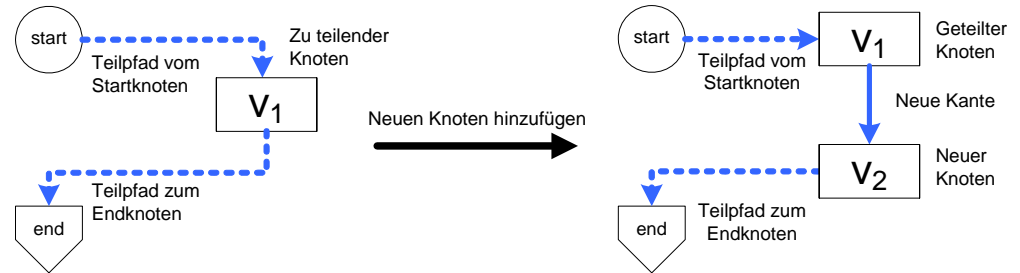 start
Zu teilender
Knoten
Teilpfad vom
Startknoten
V1
Teilpfad zum
Endknoten
end
Neuen Knoten hinzufügen
start
V1
Geteilter
Knoten
Teilpfad vom
Startknoten
Neue Kante
V2
Neuer
Knoten
Teilpfad zum
Endknoten
end